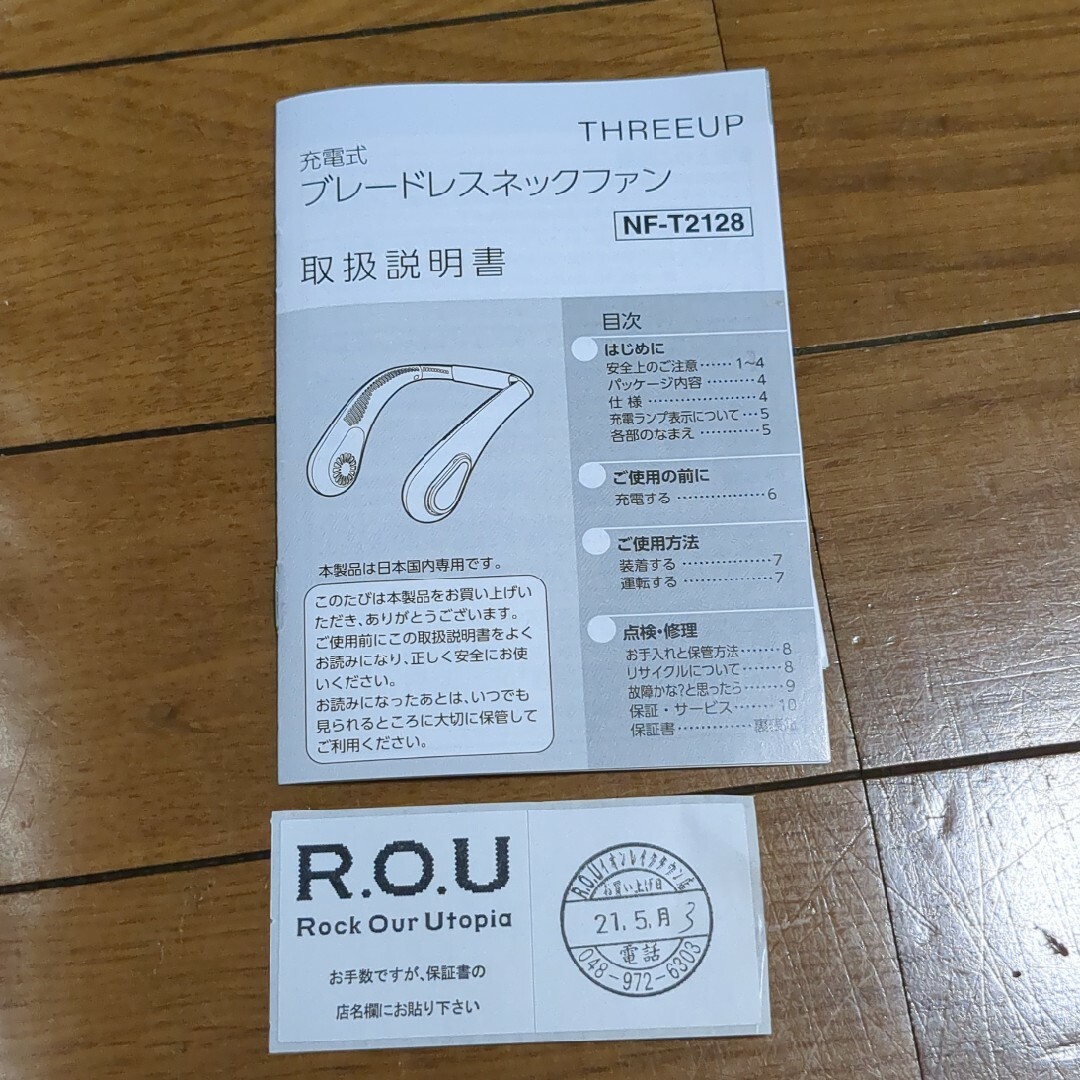 THREEUP
充電式
ブレードレスネックファン
NF-T2128
取扱説明書
目次
はじめに
安全上のご注意……1~4
パッケージ内容………4
仕様…………………4
充電ランプ表示について…5
各部のなまえ…………5
ご使用の前に
充電する………………6
ご使用方法
装着する………………7
運転する………………7
点検・修理
お手入れと保管方法……8
リサイクルについて……8
故障かな?と思ったら……9
保証・サービス………10
保証書………
本製品は日本国内専用です。
このたびは本製品をお買い上げい
ただき、ありがとうございます。
ご使用前にこの取扱説明書をよく
お読みになり、正しく安全にお使
いください。
お読みになったあとは、いつでも
見られるところに大切に保管して
ご利用ください。
R.O.U
Rock Our Utopia
お手数ですが、保証書の
店名欄にお貼り下さい
R.O.Uイオンレイクタウン店
お買い上げ日
21.5.月3
電話
048-972-6303